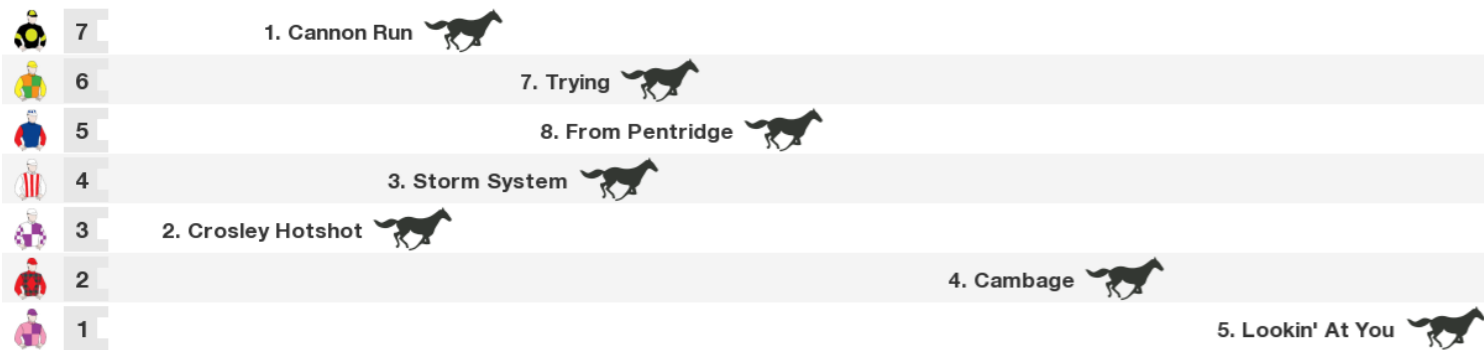 7 1. Cannon Run
6 7. Trying
5 8. From Pentridge
4 3. Storm System
3 2. Crosley Hotshot
2 4. Cambage
1 5. Lookin' At You